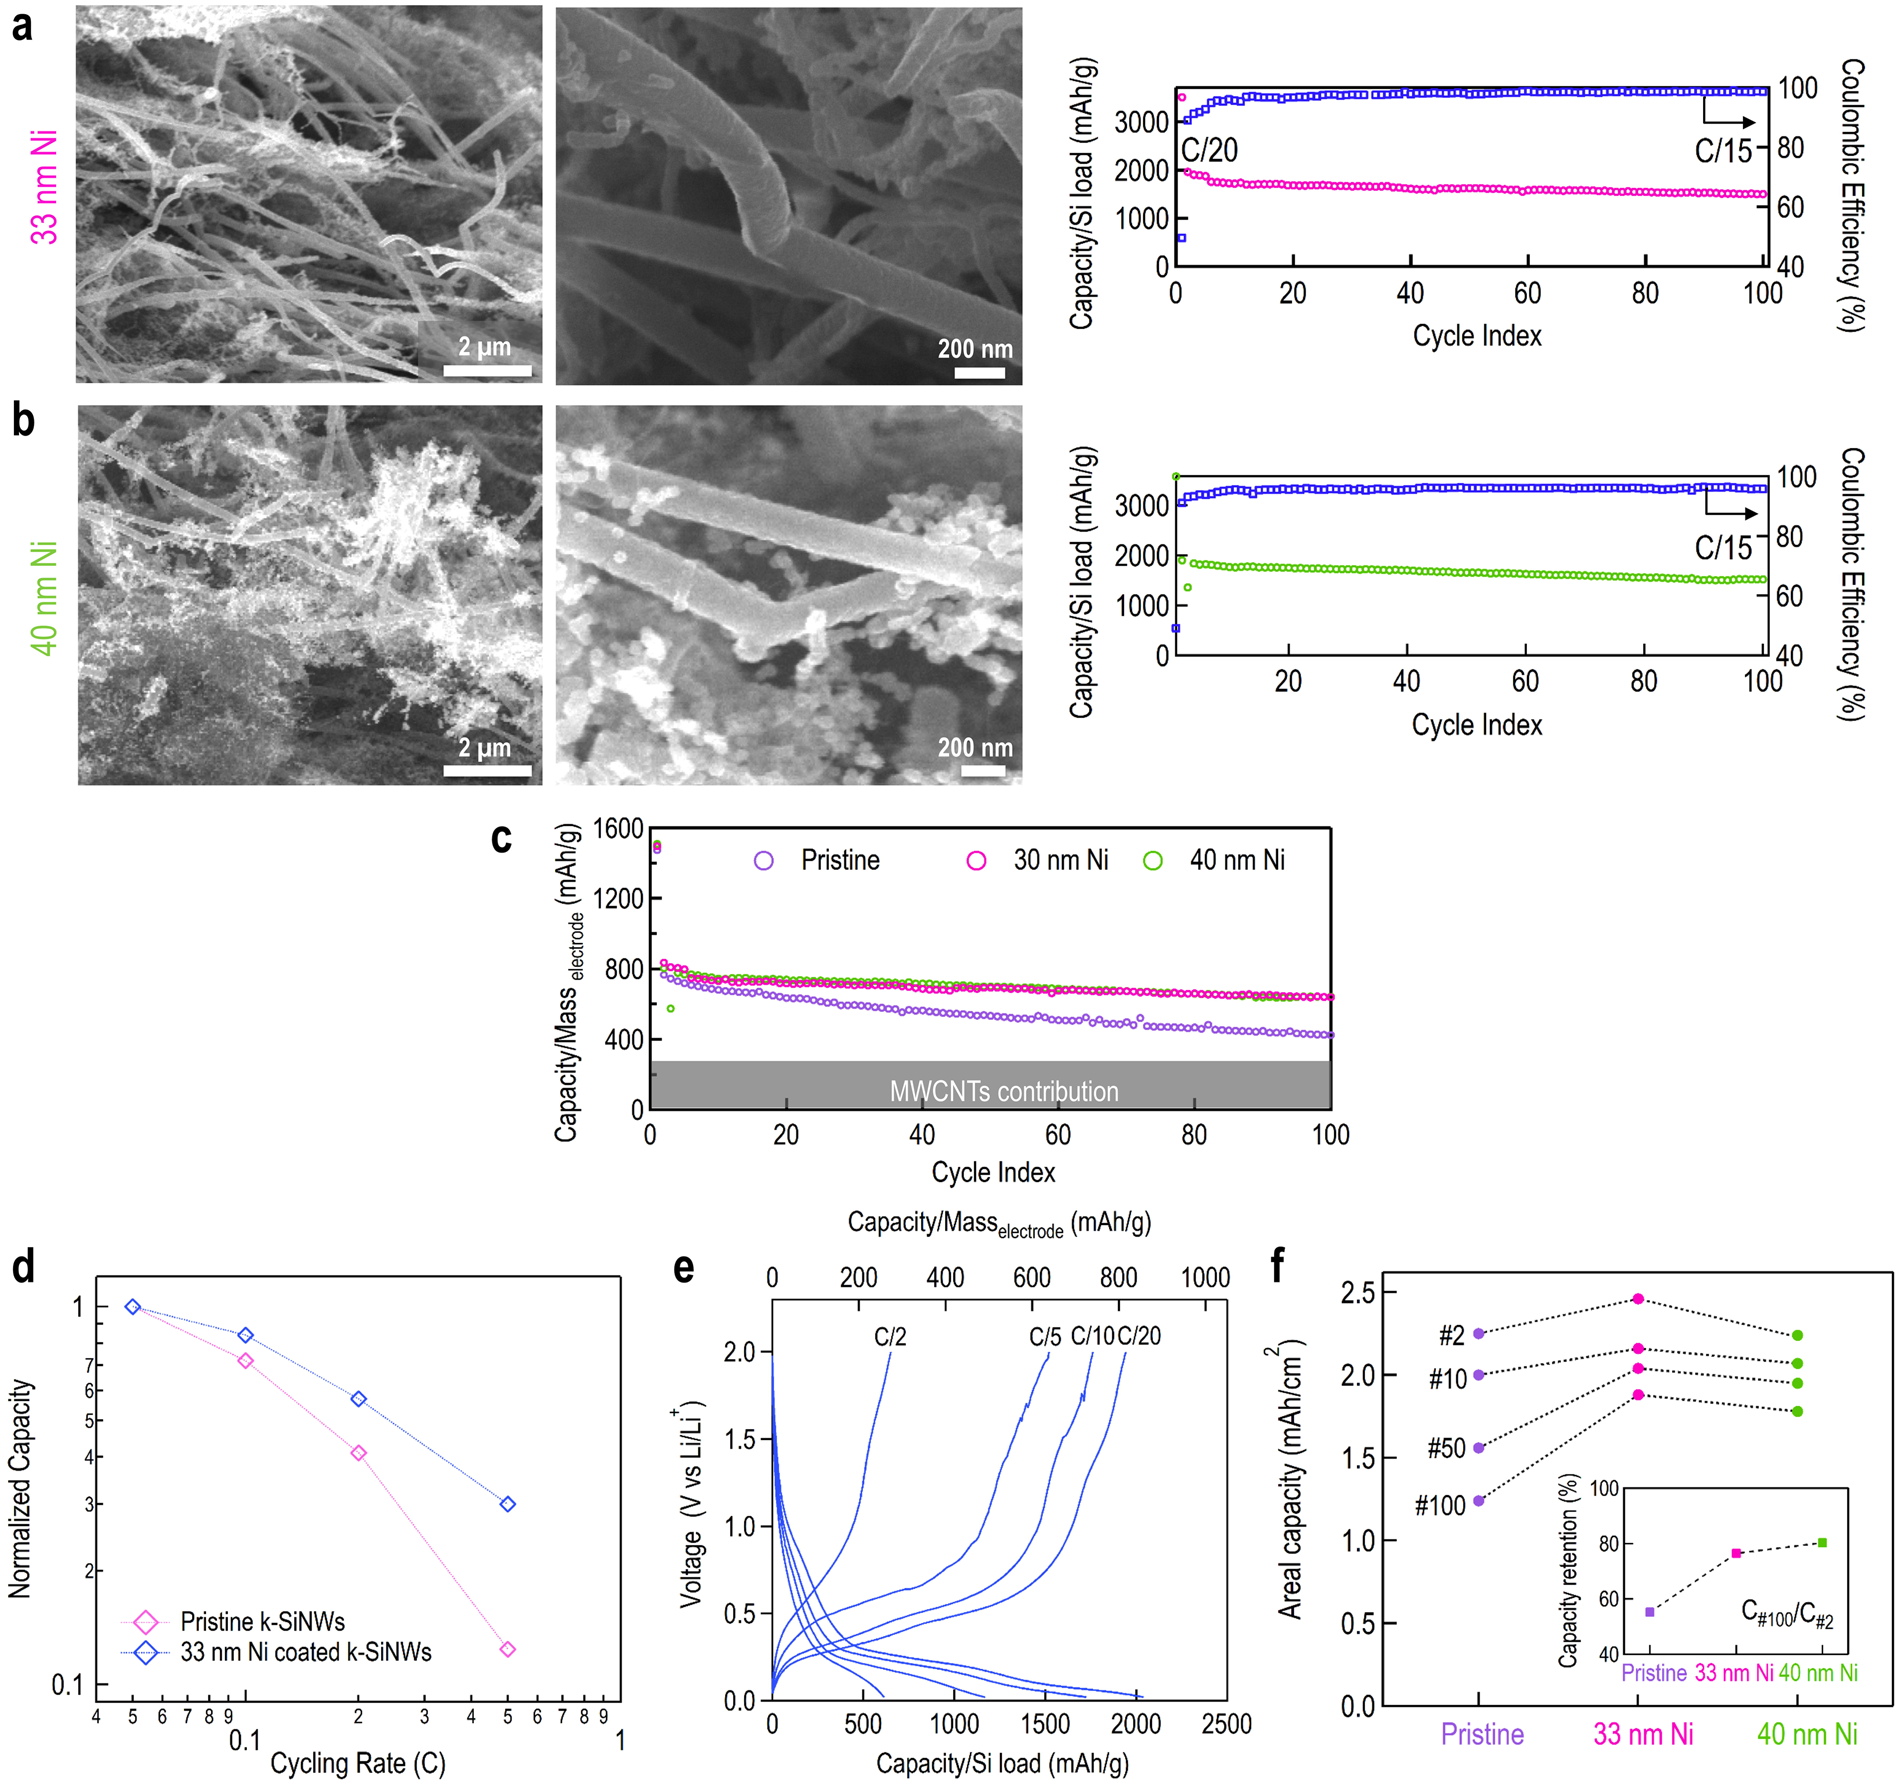 a
33 nm Ni
2 µm
200 nm
Capacity/Si load (mAh/g)
3000
2000
1000
0
C/20
C/15
100
80
60
40
Coulombic Efficiency (%)
0 20 40 60 80 100
Cycle Index
b
40 nm Ni
2 µm
200 nm
Capacity/Si load (mAh/g)
3000
2000
1000
0
C/15
100
80
60
40
Coulombic Efficiency (%)
20 40 60 80 100
Cycle Index
c
Capacity/Mass electrode (mAh/g)
1600
1200
800
400
0
Pristine 30 nm Ni 40 nm Ni
MWCNTs contribution
0 20 40 60 80 100
Cycle Index
d
Normalized Capacity
1
7
6
5
4
3
2
0.1
Pristine k-SiNWs
33 nm Ni coated k-SiNWs
4 5 6 7 8 9 2 3 4 5 6 7 8 9
0.1 1
Cycling Rate (C)
e
Capacity/Masselectrode (mAh/g)
0 200 400 600 800 1000
C/2 C/5 C/10 C/20
Voltage (V vs Li/Li+)
2.0
1.5
1.0
0.5
0.0
0 500 1000 1500 2000 2500
Capacity/Si load (mAh/g)
f
Areal capacity (mAh/cm2)
2.5
2.0
1.5
1.0
0.5
0.0
#2
#10
#50
#100
Capacity retention (%)
100
80
60
40
C#100/C#2
Pristine 33 nm Ni 40 nm Ni
Pristine 33 nm Ni 40 nm Ni